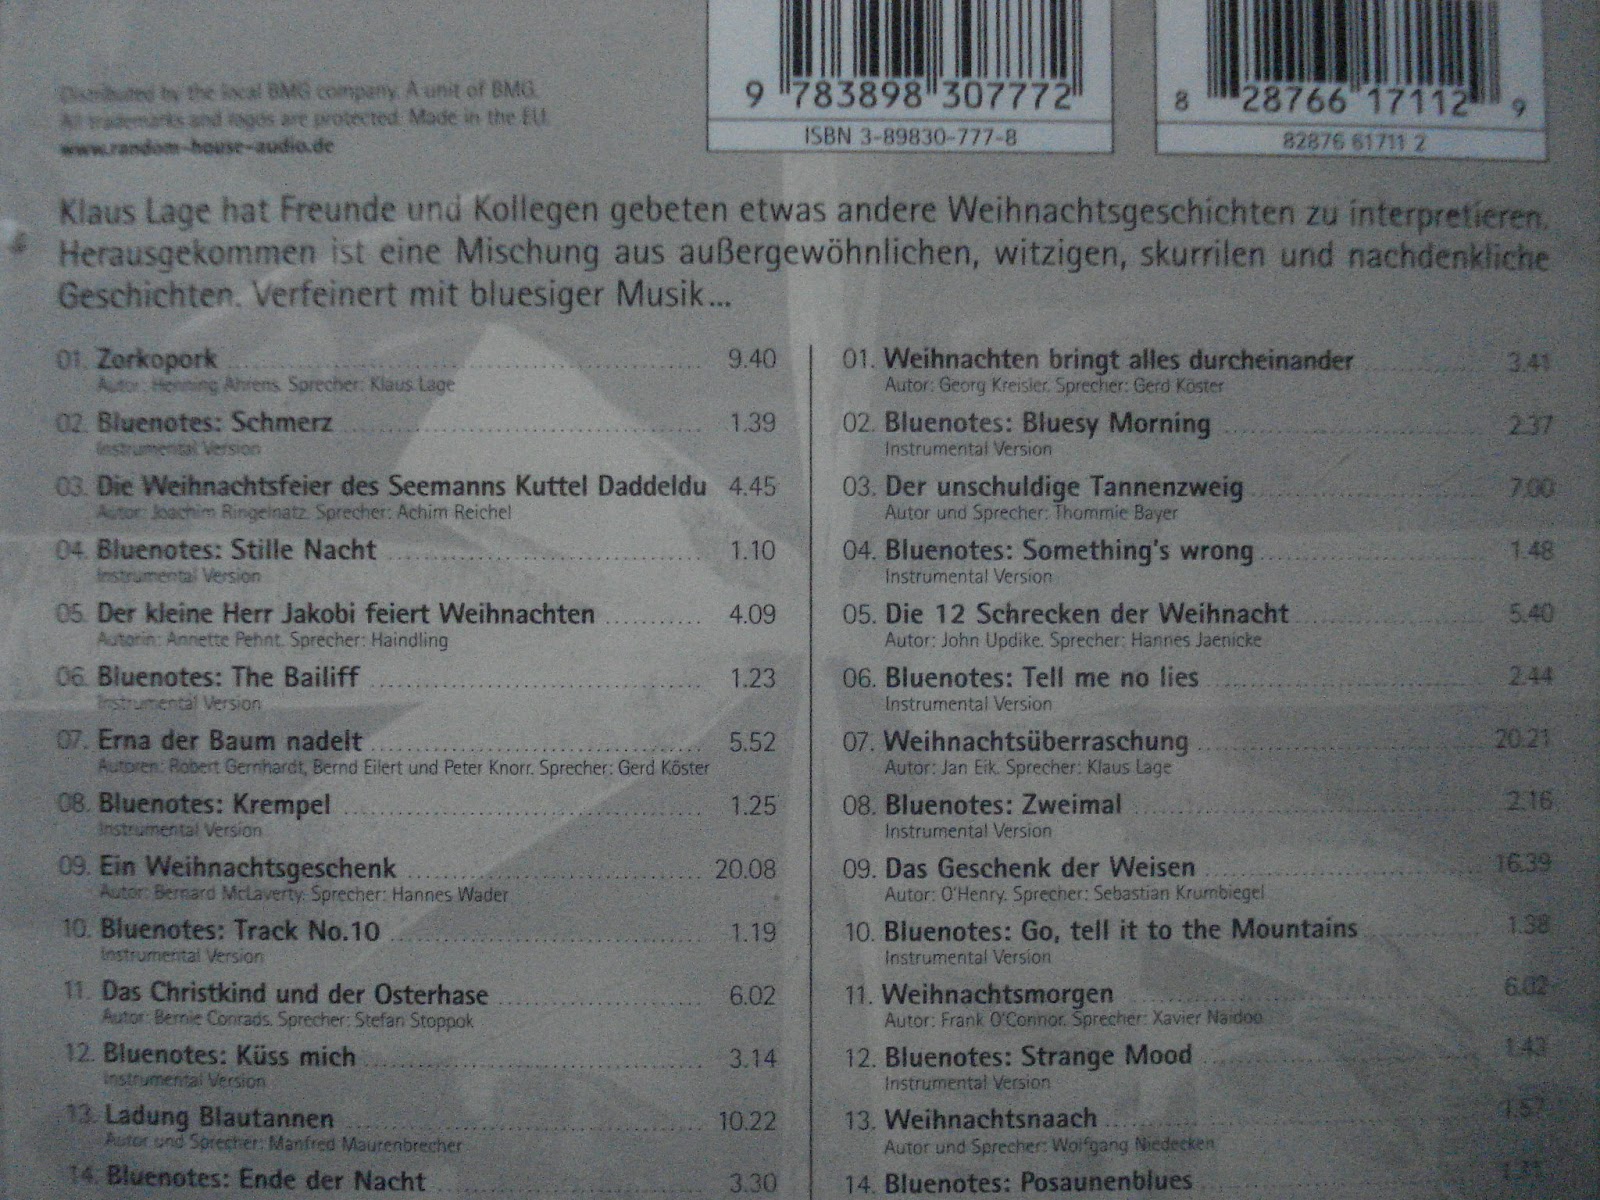 Distributed by the local BMG company. A unit of BMG.
All trademarks and logos are protected. Made in the EU.
www.random-house-audio.de
9 783898 307772
ISBN 3-89830-777-8
8 28766 17112 9
82876 61711 2
Klaus Lage hat Freunde und Kollegen gebeten etwas andere Weihnachtsgeschichten zu interpretieren.
Herausgekommen ist eine Mischung aus außergewöhnlichen, witzigen, skurrilen und nachdenkliche
Geschichten. Verfeinert mit bluesiger Musik...
01. Zorkopork 9.40
Autor: Henning Ahrens. Sprecher: Klaus Lage
02. Bluenotes: Schmerz 1.39
Instrumental Version
03. Die Weihnachtsfeier des Seemanns Kuttel Daddeldu 4.45
Autor: Joachim Ringelnatz. Sprecher: Achim Reichel
04. Bluenotes: Stille Nacht 1.10
Instrumental Version
05. Der kleine Herr Jakobi feiert Weihnachten 4.09
Autorin: Annette Pehnt. Sprecher: Haindling
06. Bluenotes: The Bailiff 1.23
Instrumental Version
07. Erna der Baum nadelt 5.52
Autoren: Robert Gernhardt, Bernd Eilert und Peter Knorr. Sprecher: Gerd Köster
08. Bluenotes: Krempel 1.25
Instrumental Version
09. Ein Weihnachtsgeschenk 20.08
Autor: Bernard McLaverty. Sprecher: Hannes Wader
10. Bluenotes: Track No.10 1.19
Instrumental Version
11. Das Christkind und der Osterhase 6.02
Autor: Bernie Conrads. Sprecher: Stefan Stoppok
12. Bluenotes: Küss mich 3.14
Instrumental Version
13. Ladung Blautannen 10.22
Autor und Sprecher: Manfred Maurenbrecher
14. Bluenotes: Ende der Nacht 3.30
01. Weihnachten bringt alles durcheinander 3.41
Autor: Georg Kreisler. Sprecher: Gerd Köster
02. Bluenotes: Bluesy Morning 2.37
Instrumental Version
03. Der unschuldige Tannenzweig 7.00
Autor und Sprecher: Thommie Bayer
04. Bluenotes: Something's wrong 1.48
Instrumental Version
05. Die 12 Schrecken der Weihnacht 5.40
Autor: John Updike. Sprecher: Hannes Jaenicke
06. Bluenotes: Tell me no lies 2.44
Instrumental Version
07. Weihnachtsüberraschung 20.21
Autor: Jan Eik. Sprecher: Klaus Lage
08. Bluenotes: Zweimal 2.16
Instrumental Version
09. Das Geschenk der Weisen 16.39
Autor: O'Henry. Sprecher: Sebastian Krumbiegel
10. Bluenotes: Go, tell it to the Mountains 1.38
Instrumental Version
11. Weihnachtsmorgen 6.02
Autor: Frank O'Connor. Sprecher: Xavier Naidoo
12. Bluenotes: Strange Mood 1.43
Instrumental Version
13. Weihnachtsnaach 1.57
Autor und Sprecher: Wolfgang Niedecken
14. Bluenotes: Posaunenblues